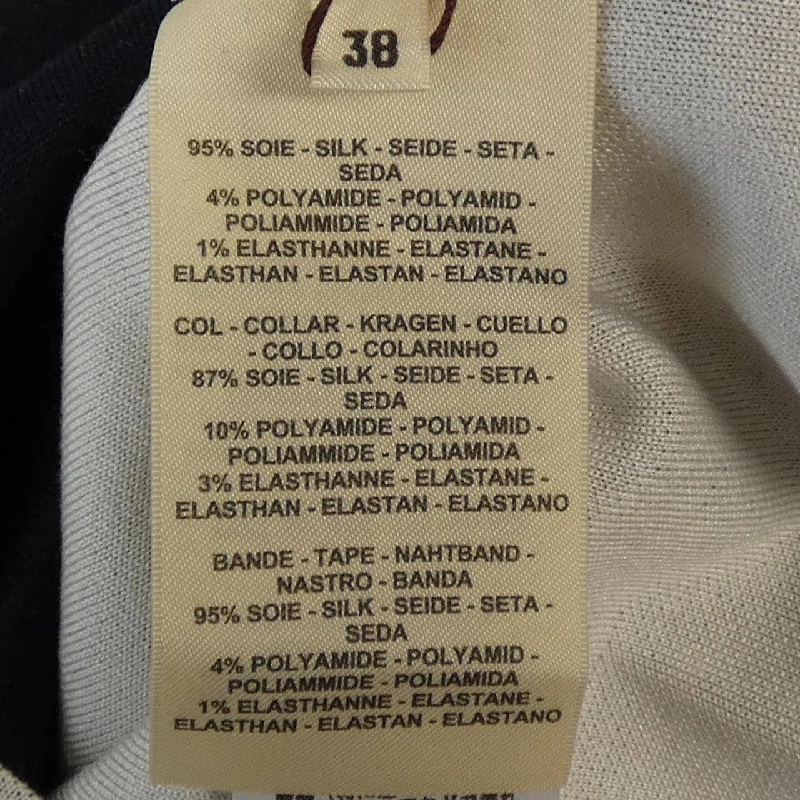 38
95% SOIE - SILK - SEIDE - SETA -
SEDA
4% POLYAMIDE - POLYAMID -
POLIAMMIDE - POLIAMIDA
1% ELASTHANNE - ELASTANE -
ELASTHAN - ELASTAN - ELASTANO
COL - COLLAR - KRAGEN - CUELLO
- COLLO - COLARINHO
87% SOIE - SILK - SEIDE - SETA -
SEDA
10% POLYAMIDE - POLYAMID -
POLIAMMIDE - POLIAMIDA
3% ELASTHANNE - ELASTANE -
ELASTHAN - ELASTAN - ELASTANO
BANDE - TAPE - NAHTBAND -
NASTRO - BANDA
95% SOIE - SILK - SEIDE - SETA -
SEDA
4% POLYAMIDE - POLYAMID -
POLIAMMIDE - POLIAMIDA
1% ELASTHANNE - ELASTANE -
ELASTHAN - ELASTAN - ELASTANO